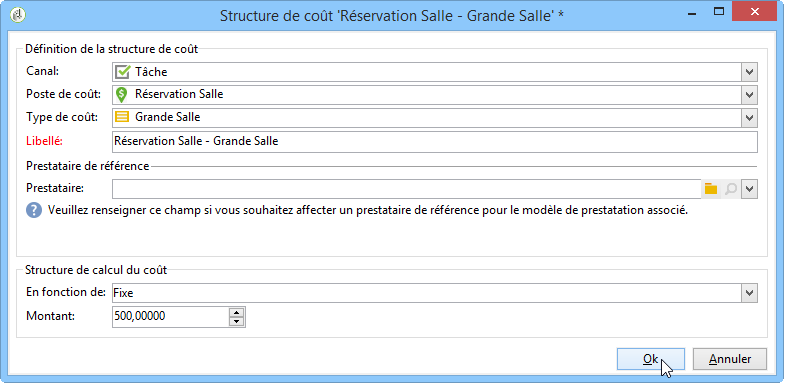 Structure de coût 'Réservation Salle - Grande Salle' *
Définition de la structure de coût
Canal: Tâche
Poste de coût: Réservation Salle
Type de coût: Grande Salle
Libellé: Réservation Salle - Grande Salle
Prestataire de référence
Prestataire:
Veuillez renseigner ce champ si vous souhaitez affecter un prestataire de référence pour le modèle de prestatation associé.
Structure de calcul du coût
En fonction de: Fixe
Montant: 500,00000
Ok Annuler